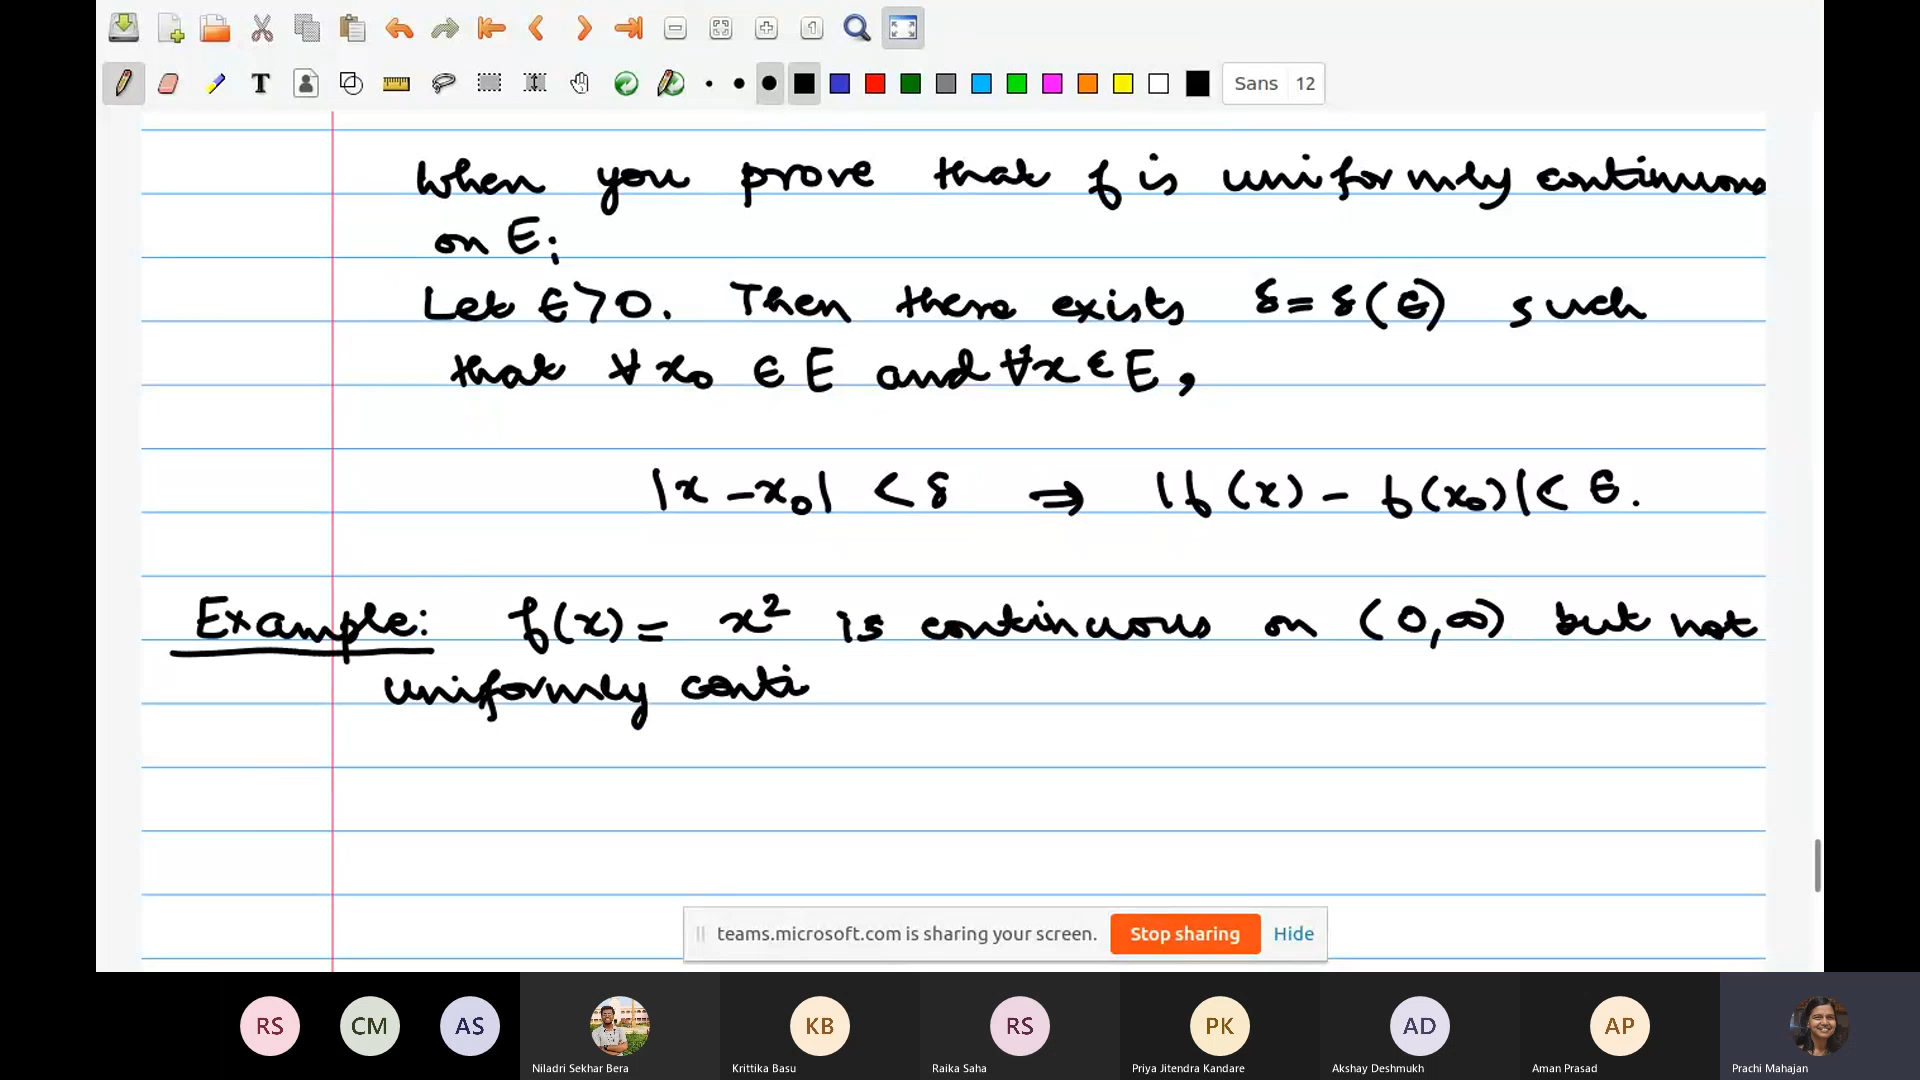 Sans 12
When you prove that f is uniformly continuous
on E:
Let ϵ>0. Then there exists δ=δ(ϵ) such
that ∀ x₀ ∈ E and ∀x∈E,
|x-x₀| < δ ⇒ |f(x) - f(x₀)|< ϵ.
Example: f(x)= x² is continuous on (0,∞) but not
uniformly conti
teams.microsoft.com is sharing your screen. Stop sharing Hide
RS CM AS KB RS PK AD AP
Niladri Sekhar Bera Krittika Basu Raika Saha Priya Jitendra Kandare Akshay Deshmukh Aman Prasad Prachi Mahajan